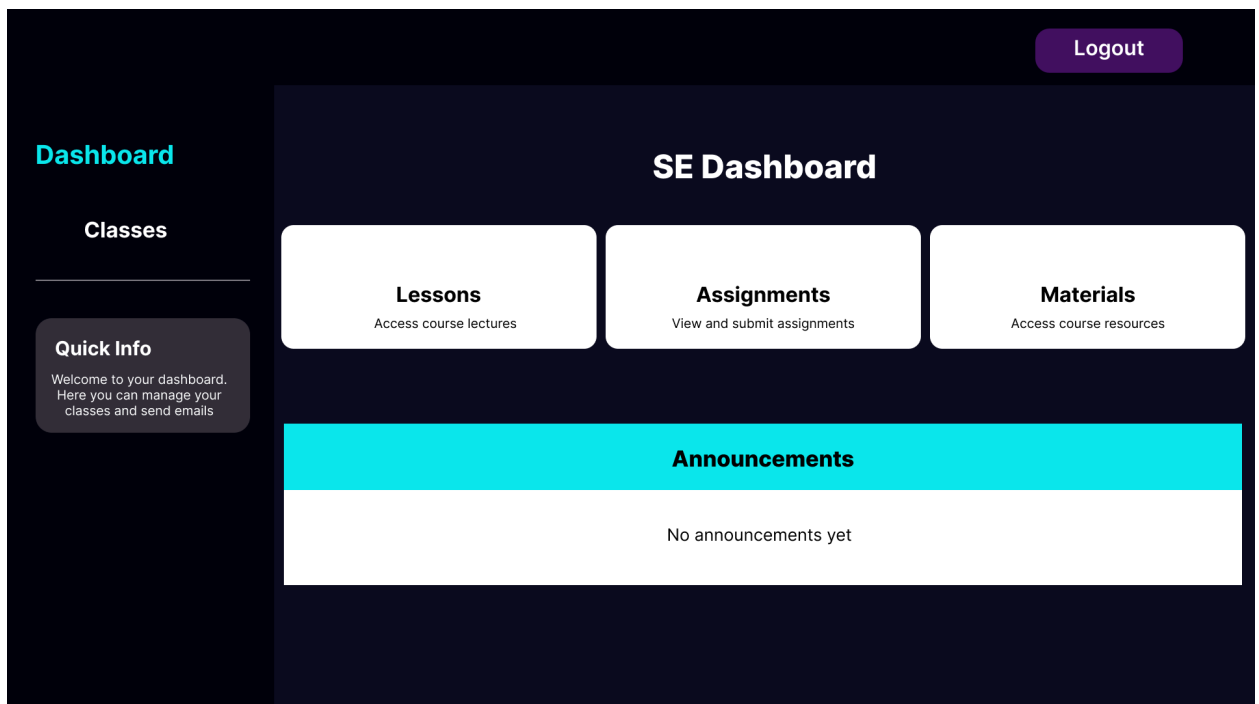 Logout
Dashboard
Classes
Quick Info
Welcome to your dashboard.
Here you can manage your
classes and send emails
SE Dashboard
Lessons
Access course lectures
Assignments
View and submit assignments
Materials
Access course resources
Announcements
No announcements yet